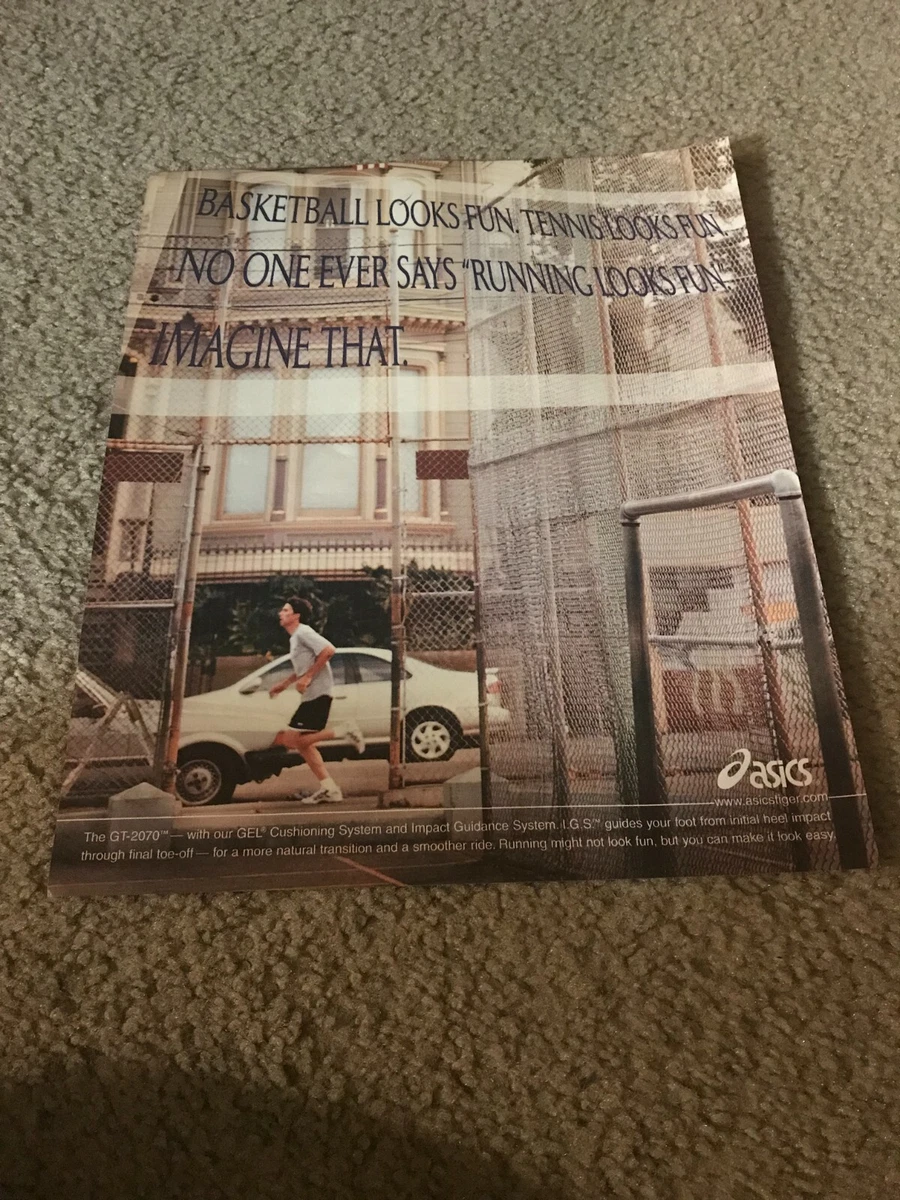 BASKETBALL LOOKS FUN. TENNIS LOOKS FUN.
NO ONE EVER SAYS "RUNNING LOOKS FUN".
IMAGINE THAT.
asics
www.asicstiger.com
The GT-2070™ — with our GEL® Cushioning System and Impact Guidance System. I.G.S.™ guides your foot from initial heel impact
through final toe-off — for a more natural transition and a smoother ride. Running might not look fun, but you can make it look easy.